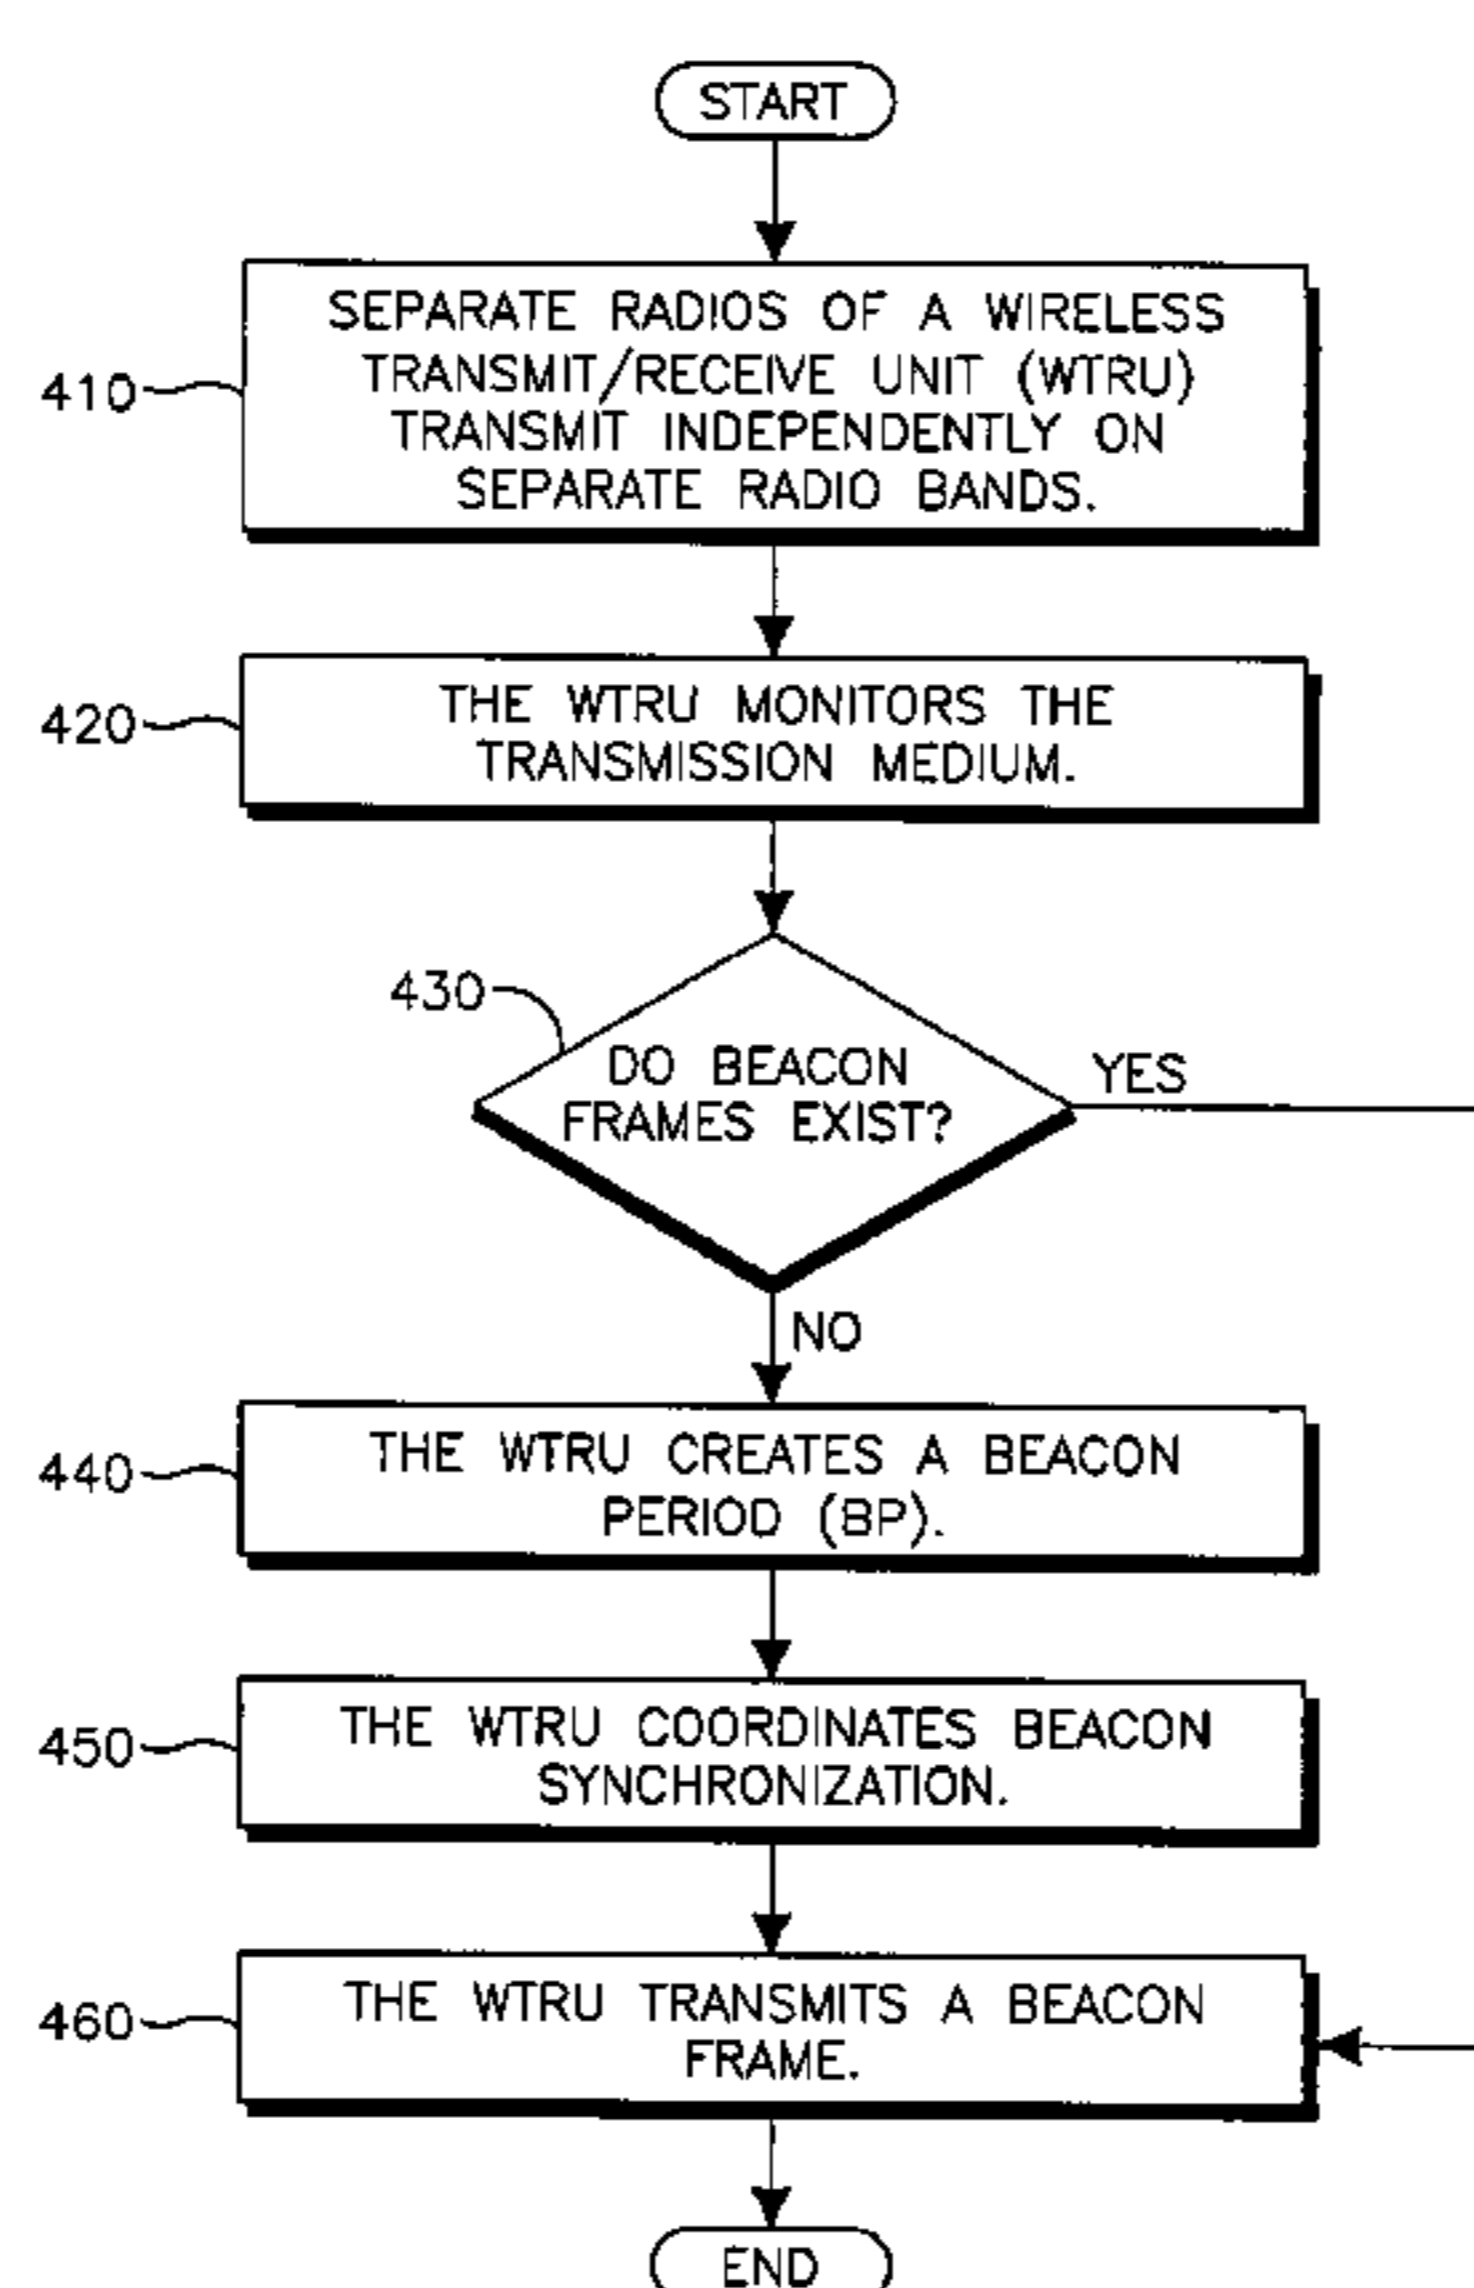 START
410
SEPARATE RADIOS OF A WIRELESS
TRANSMIT/RECEIVE UNIT (WTRU)
TRANSMIT INDEPENDENTLY ON
SEPARATE RADIO BANDS.
420
THE WTRU MONITORS THE
TRANSMISSION MEDIUM.
430
DO BEACON
FRAMES EXIST?
YES
NO
440
THE WTRU CREATES A BEACON
PERIOD (BP).
450
THE WTRU COORDINATES BEACON
SYNCHRONIZATION.
460
THE WTRU TRANSMITS A BEACON
FRAME.
END